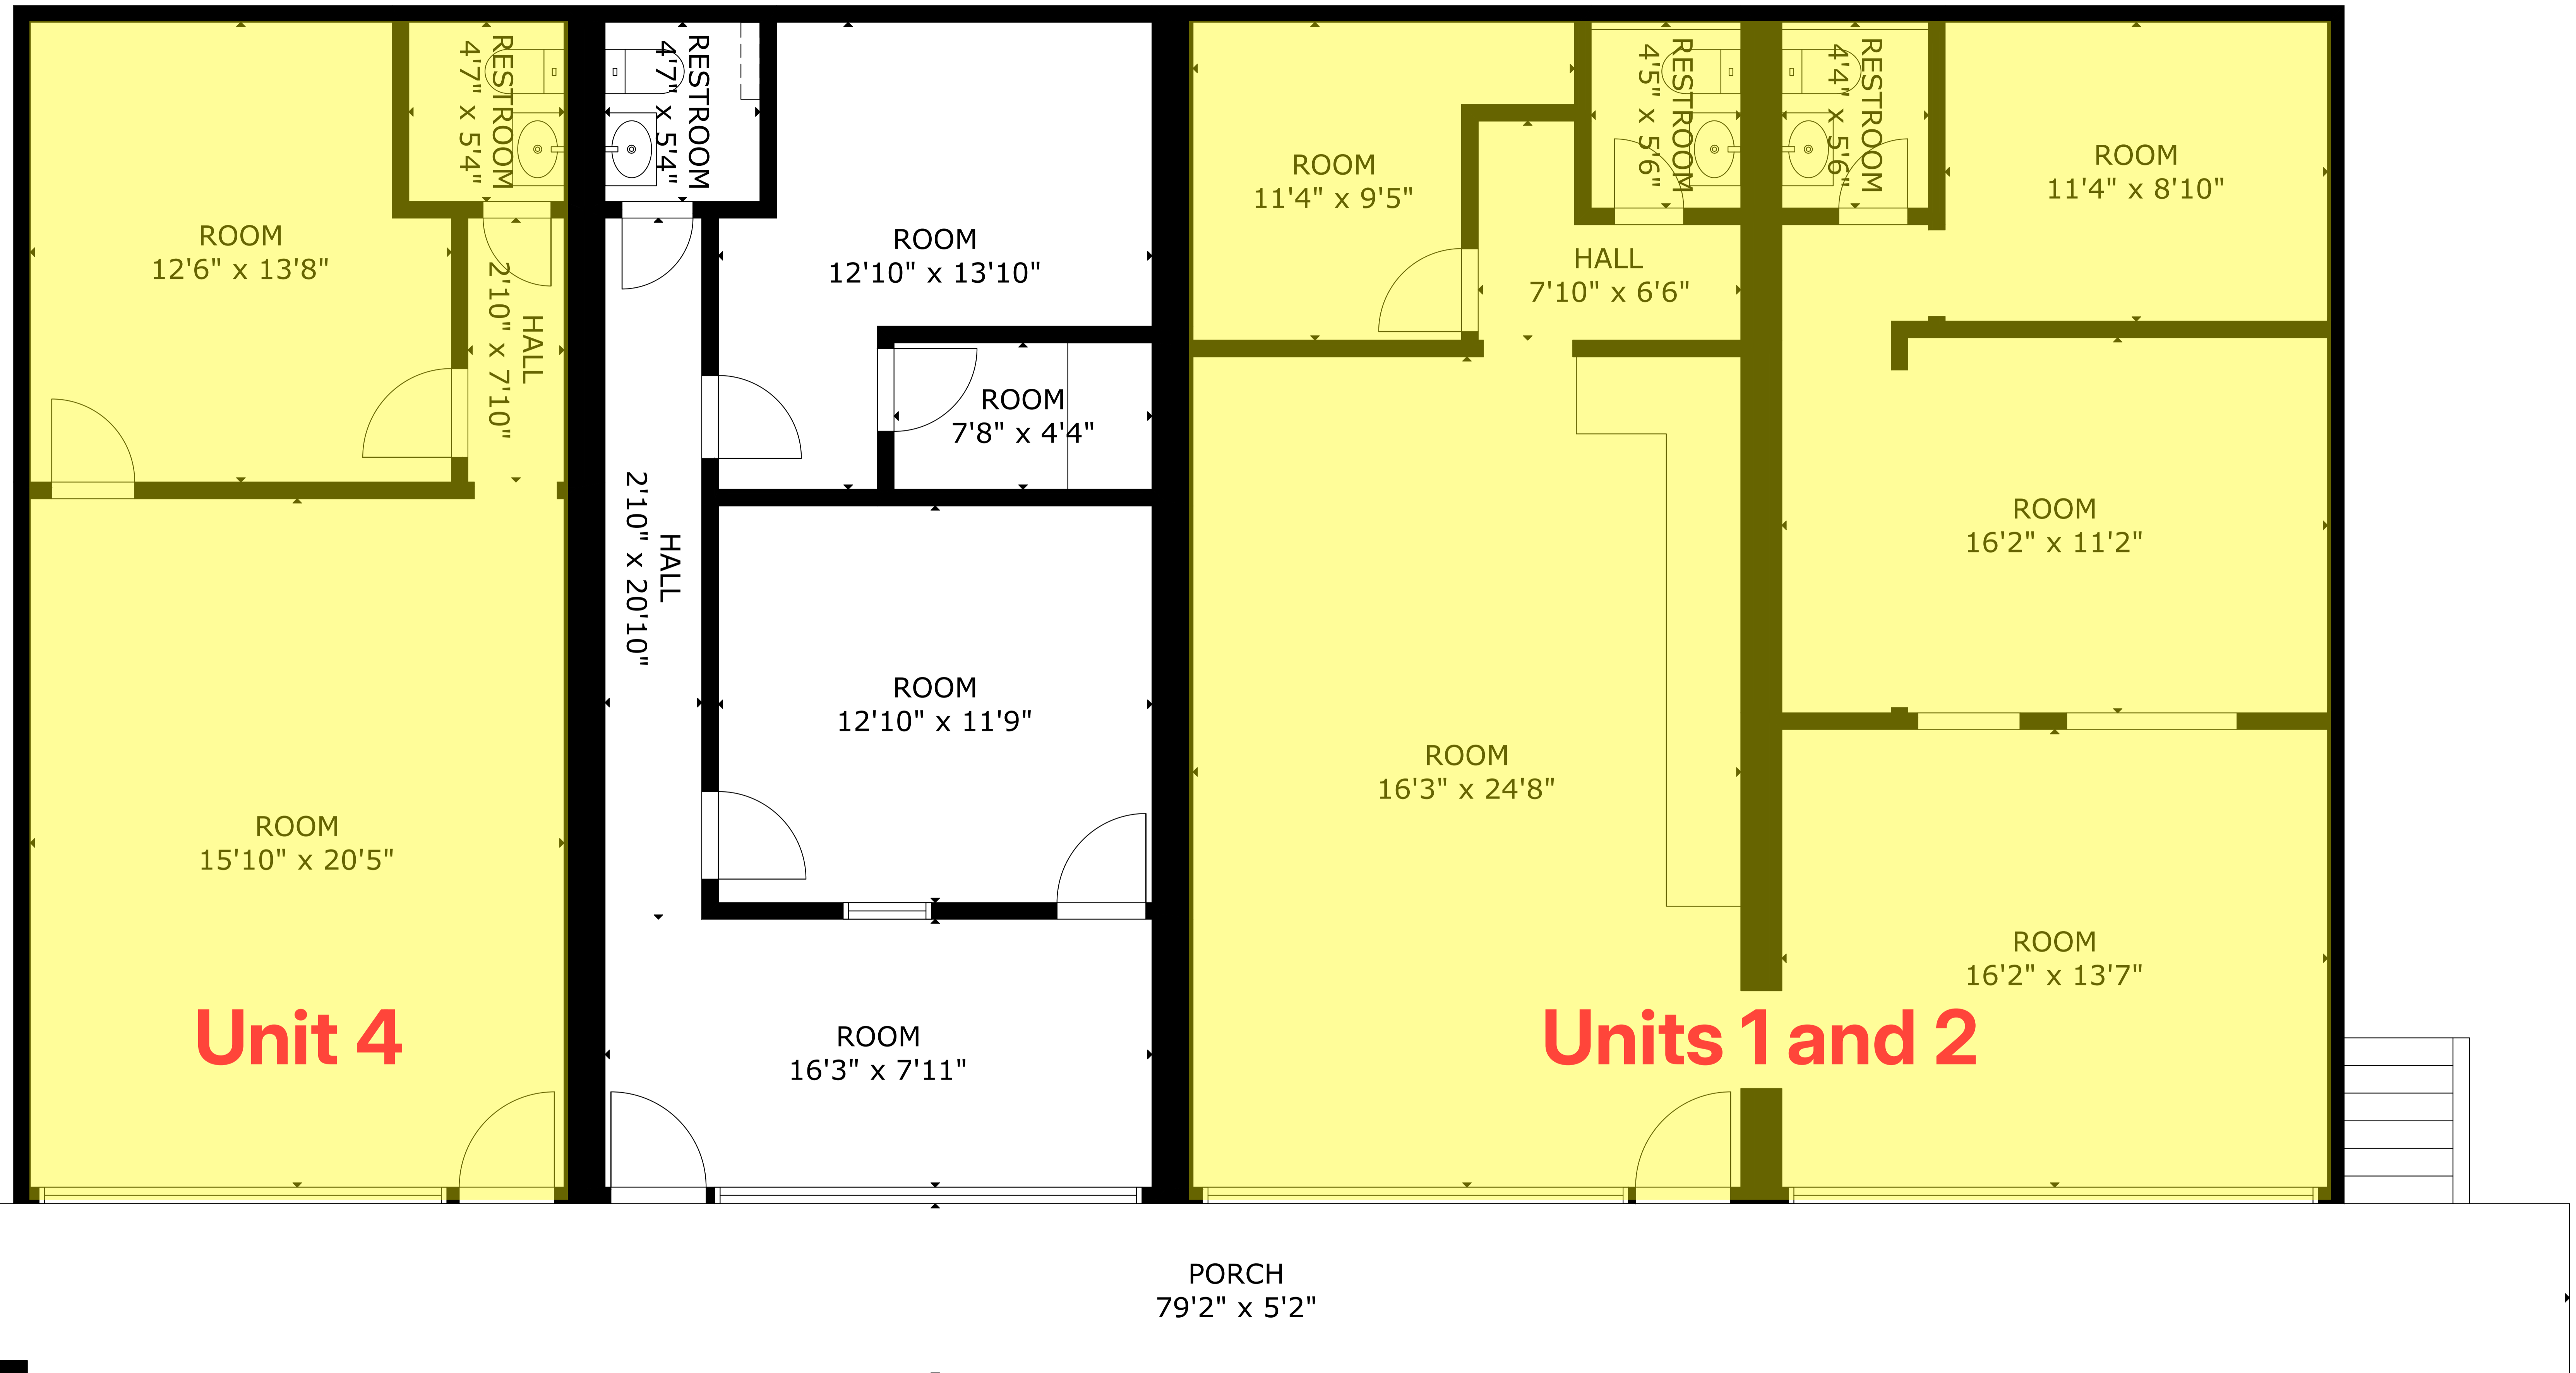 RESTROOM
4'7" x 5'4"
ROOM
12'6" x 13'8"
HALL
2'10" x 7'10"
ROOM
15'10" x 20'5"
Unit 4
RESTROOM
4'7" x 5'4"
ROOM
12'10" x 13'10"
ROOM
7'8" x 4'4"
HALL
2'10" x 20'10"
ROOM
12'10" x 11'9"
ROOM
16'3" x 7'11"
ROOM
11'4" x 9'5"
RESTROOM
4'5" x 5'6"
HALL
7'10" x 6'6"
ROOM
16'3" x 24'8"
RESTROOM
4'4" x 5'6"
ROOM
11'4" x 8'10"
ROOM
16'2" x 11'2"
ROOM
16'2" x 13'7"
Units 1 and 2
PORCH
79'2" x 5'2"